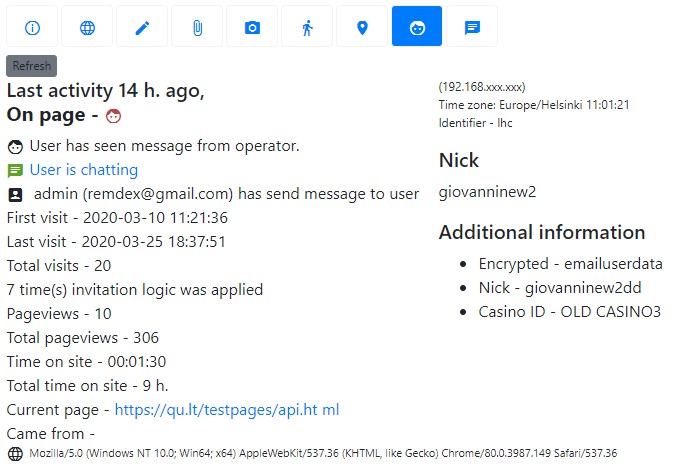 Refresh
Last activity 14 h. ago,
On page -
User has seen message from operator.
User is chatting
admin (remdex@gmail.com) has send message to user
First visit - 2020-03-10 11:21:36
Last visit - 2020-03-25 18:37:51
Total visits - 20
7 time(s) invitation logic was applied
Pageviews - 10
Total pageviews - 306
Time on site - 00:01:30
Total time on site - 9 h.
Current page - https://qu.lt/testpages/api.ht ml
Came from -
Mozilla/5.0 (Windows NT 10.0; Win64; x64) AppleWebKit/537.36 (KHTML, like Gecko) Chrome/80.0.3987.149 Safari/537.36
(192.168.xxx.xxx)
Time zone: Europe/Helsinki 11:01:21
Identifier - lhc
Nick
giovanninew2
Additional information
Encrypted - emailuserdata
Nick - giovanninew2dd
Casino ID - OLD CASINO3